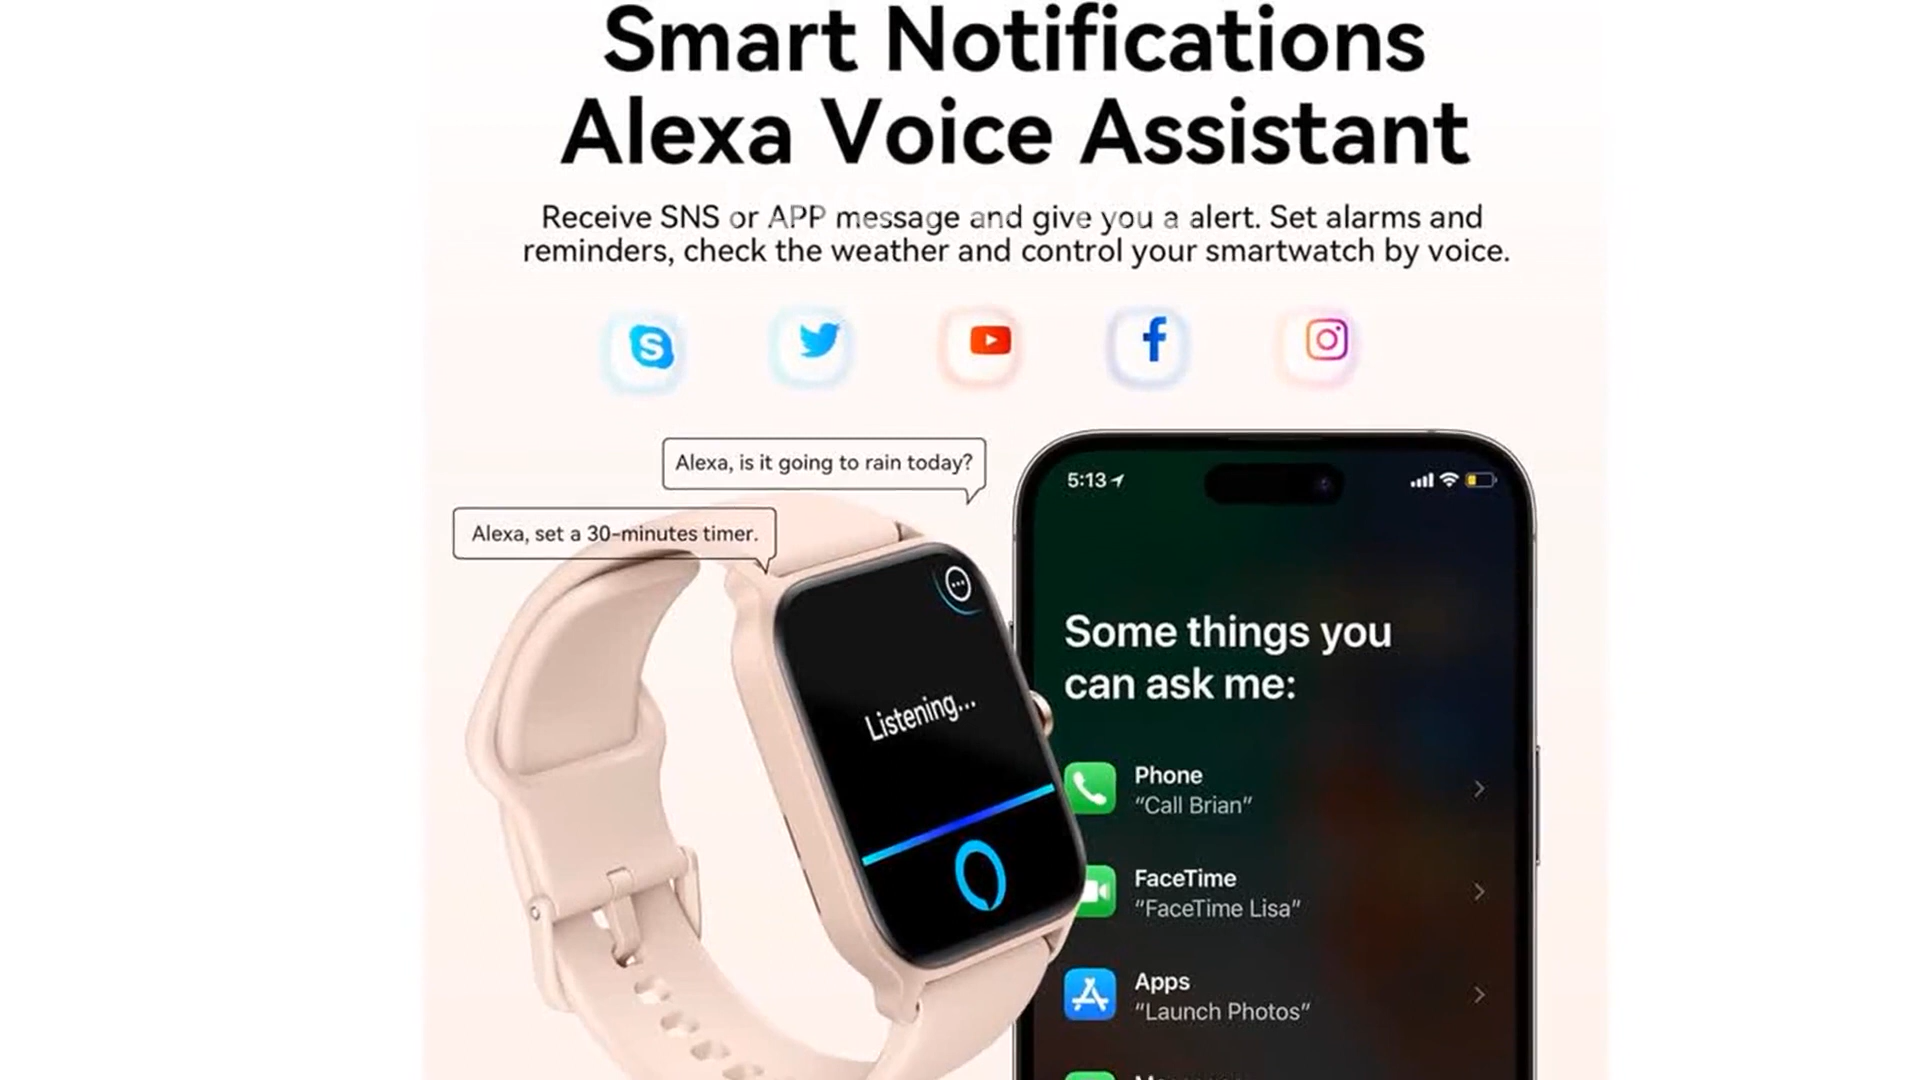 Smart Notifications
Alexa Voice Assistant
Receive SNS or APP message and give you a alert. Set alarms and
reminders, check the weather and control your smartwatch by voice.
Alexa, is it going to rain today?
Alexa, set a 30-minutes timer.
5:13
Listening...
Some things you
can ask me:
Phone
“Call Brian”
FaceTime
“FaceTime Lisa”
Apps
“Launch Photos”